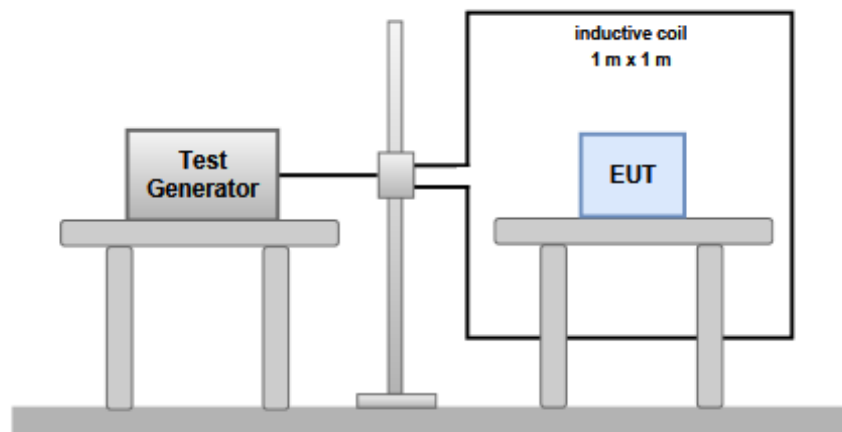 inductive coil
1 m x 1 m
Test
Generator
EUT